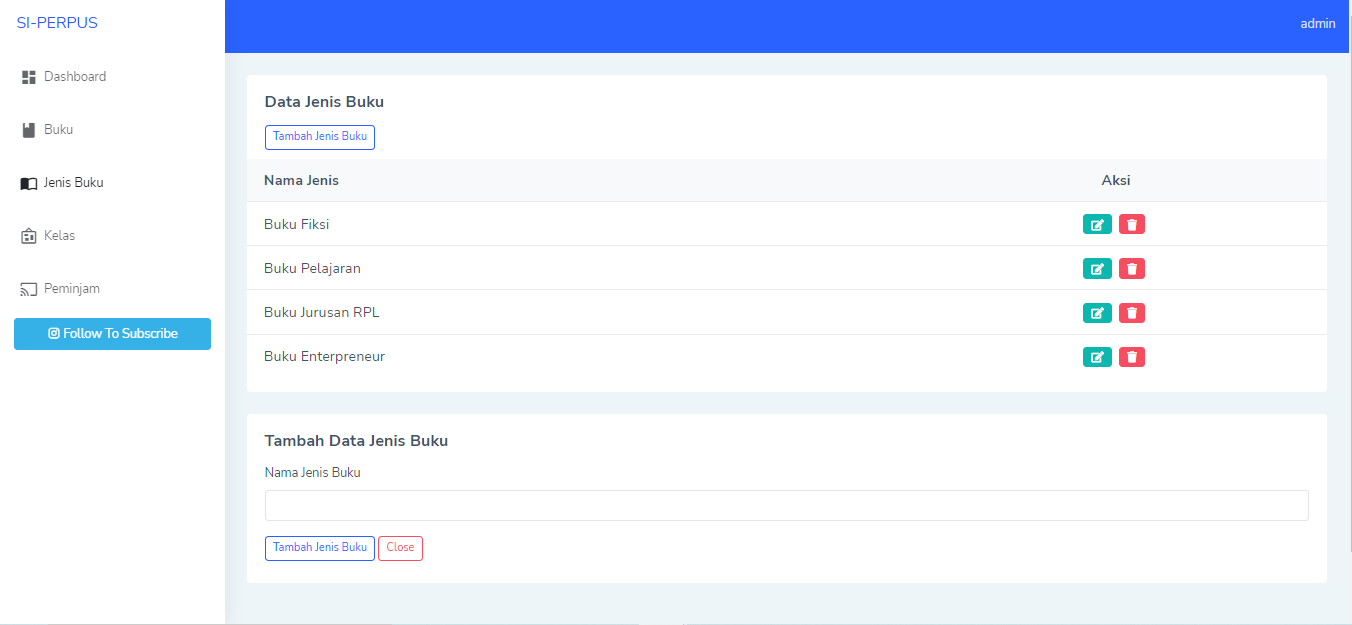 SI-PERPUS
admin
Dashboard
Buku
Jenis Buku
Kelas
Peminjam
Follow To Subscribe
Data Jenis Buku
Tambah Jenis Buku
Nama Jenis Aksi
Buku Fiksi
Buku Pelajaran
Buku Jurusan RPL
Buku Enterpreneur
Tambah Data Jenis Buku
Nama Jenis Buku
Tambah Jenis Buku Close